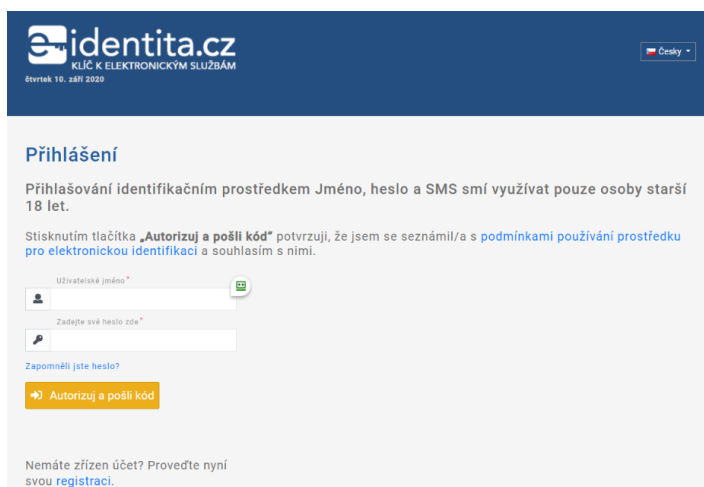 e-identita.cz
KLÍČ K ELEKTRONICKÝM SLUŽBÁM
čtvrtek 10. září 2020
Česky
Přihlášení
Přihlašování identifikačním prostředkem Jméno, heslo a SMS smí využívat pouze osoby starší
18 let.
Stisknutím tlačítka „Autorizuj a pošli kód“ potvrzuji, že jsem se seznámil/a s podmínkami používání prostředku
pro elektronickou identifikaci a souhlasím s nimi.
Uživatelské jméno*
Zadejte své heslo zde*
Zapomněli jste heslo?
Autorizuj a pošli kód
Nemáte zřízen účet? Proveďte nyní
svou registraci.